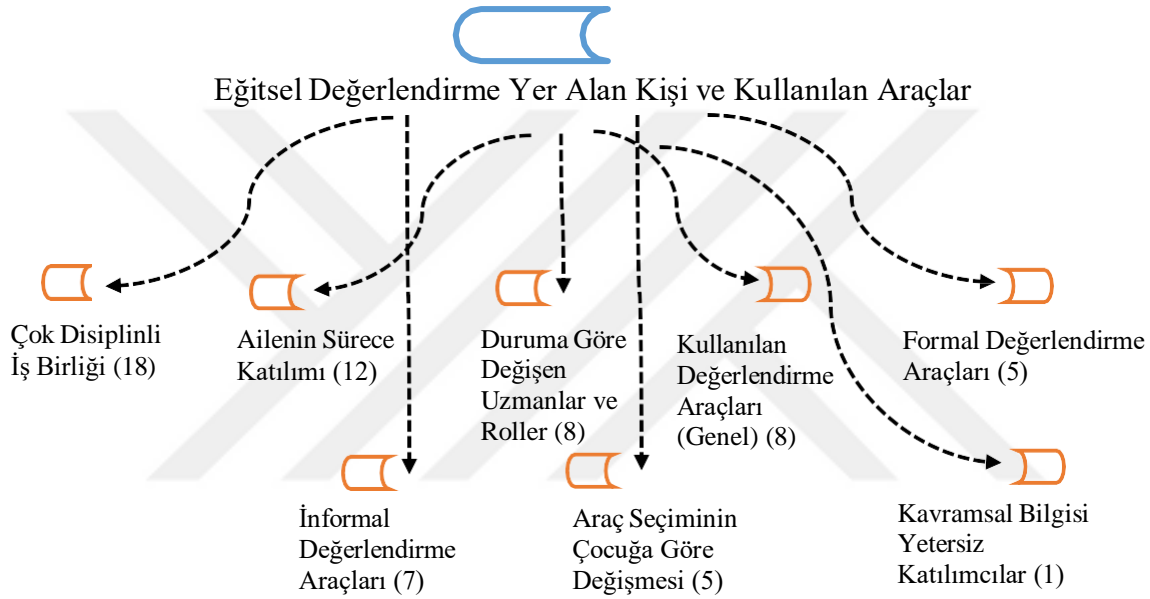 Eğitsel Değerlendirme Yer Alan Kişi ve Kullanılan Araçlar
Çok Disiplinli
İş Birliği (18)
Ailenin Sürece
Katılımı (12)
Duruma Göre
Değişen
Uzmanlar ve
Roller (8)
Kullanılan
Değerlendirme
Araçları
(Genel) (8)
Formal Değerlendirme
Araçları (5)
İnformal
Değerlendirme
Araçları (7)
Araç Seçiminin
Çocuğa Göre
Değişmesi (5)
Kavramsal Bilgisi
Yetersiz
Katılımcılar (1)